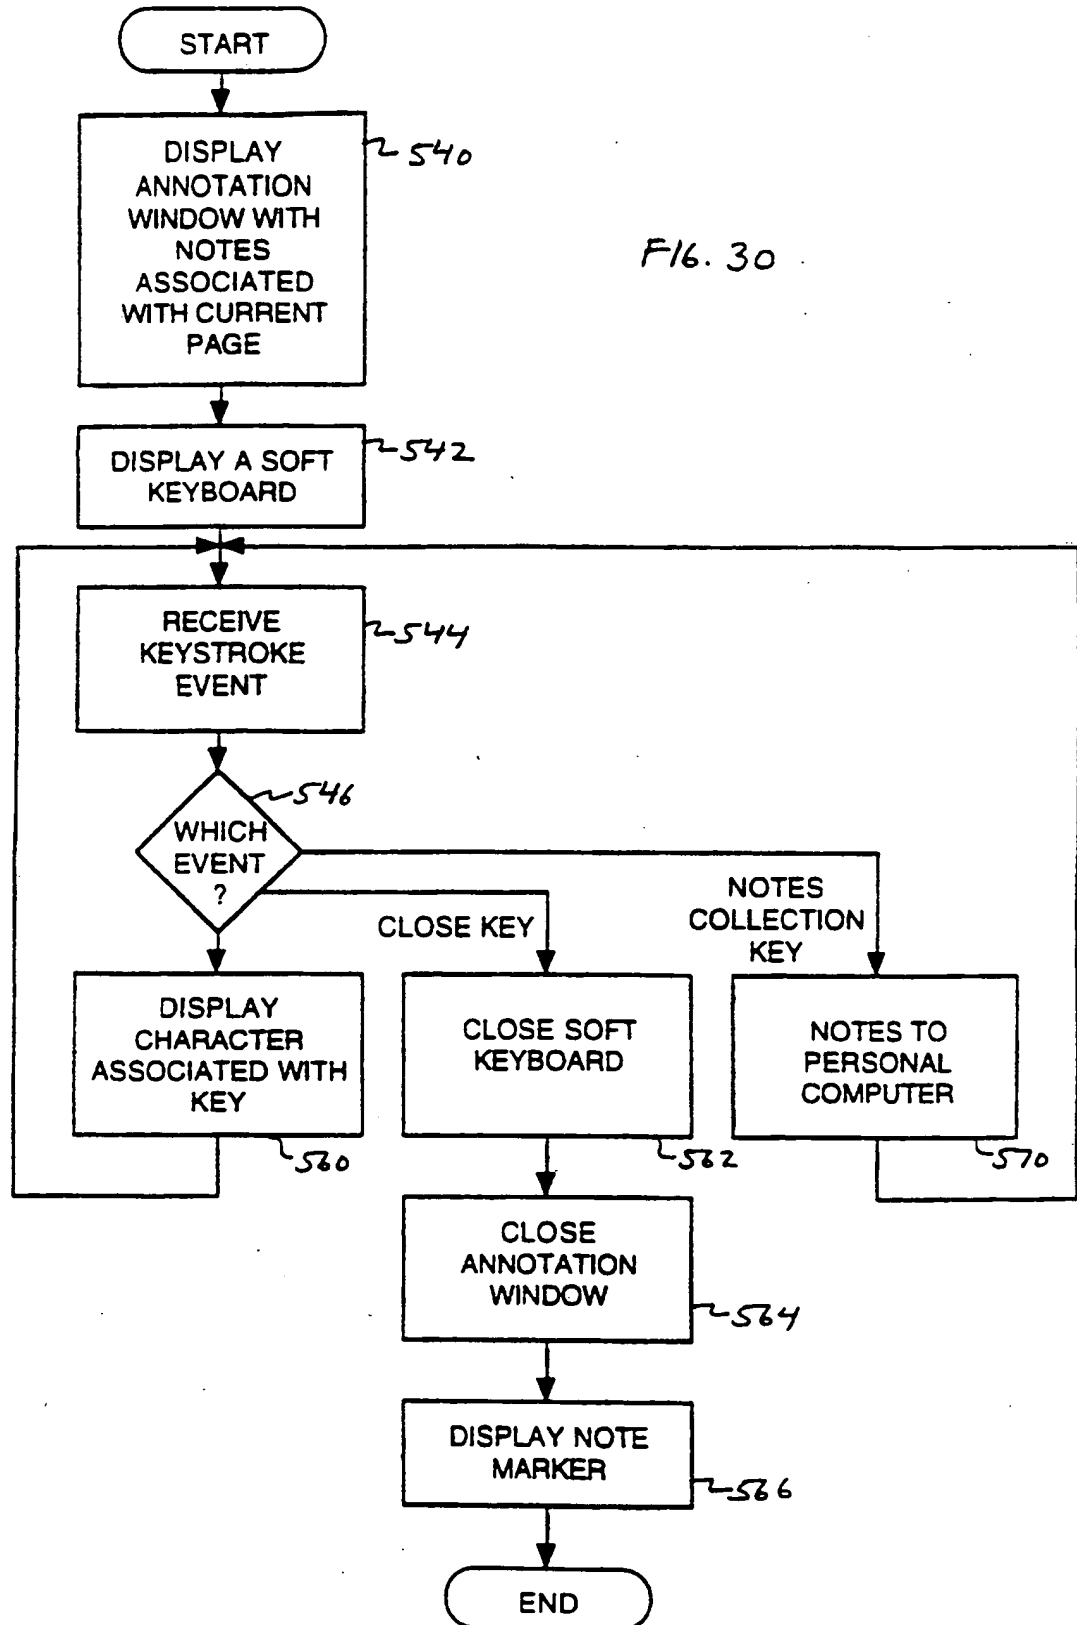 START
DISPLAY
ANNOTATION
WINDOW WITH
NOTES
ASSOCIATED
WITH CURRENT
PAGE
540
FIG. 30
DISPLAY A SOFT
KEYBOARD
542
RECEIVE
KEYSTROKE
EVENT
544
WHICH
EVENT
?
546
CLOSE KEY
NOTES
COLLECTION
KEY
DISPLAY
CHARACTER
ASSOCIATED WITH
KEY
560
CLOSE SOFT
KEYBOARD
562
NOTES TO
PERSONAL
COMPUTER
570
CLOSE
ANNOTATION
WINDOW
564
DISPLAY NOTE
MARKER
566
END